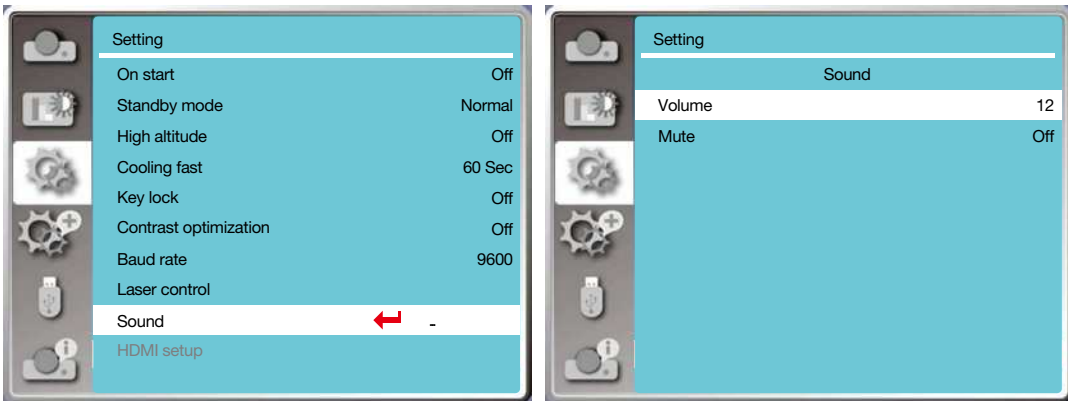 Setting
On start Off
Standby mode Normal
High altitude Off
Cooling fast 60 Sec
Key lock Off
Contrast optimization Off
Baud rate 9600
Laser control
Sound -
HDMI setup
Setting
Sound
Volume 12
Mute Off